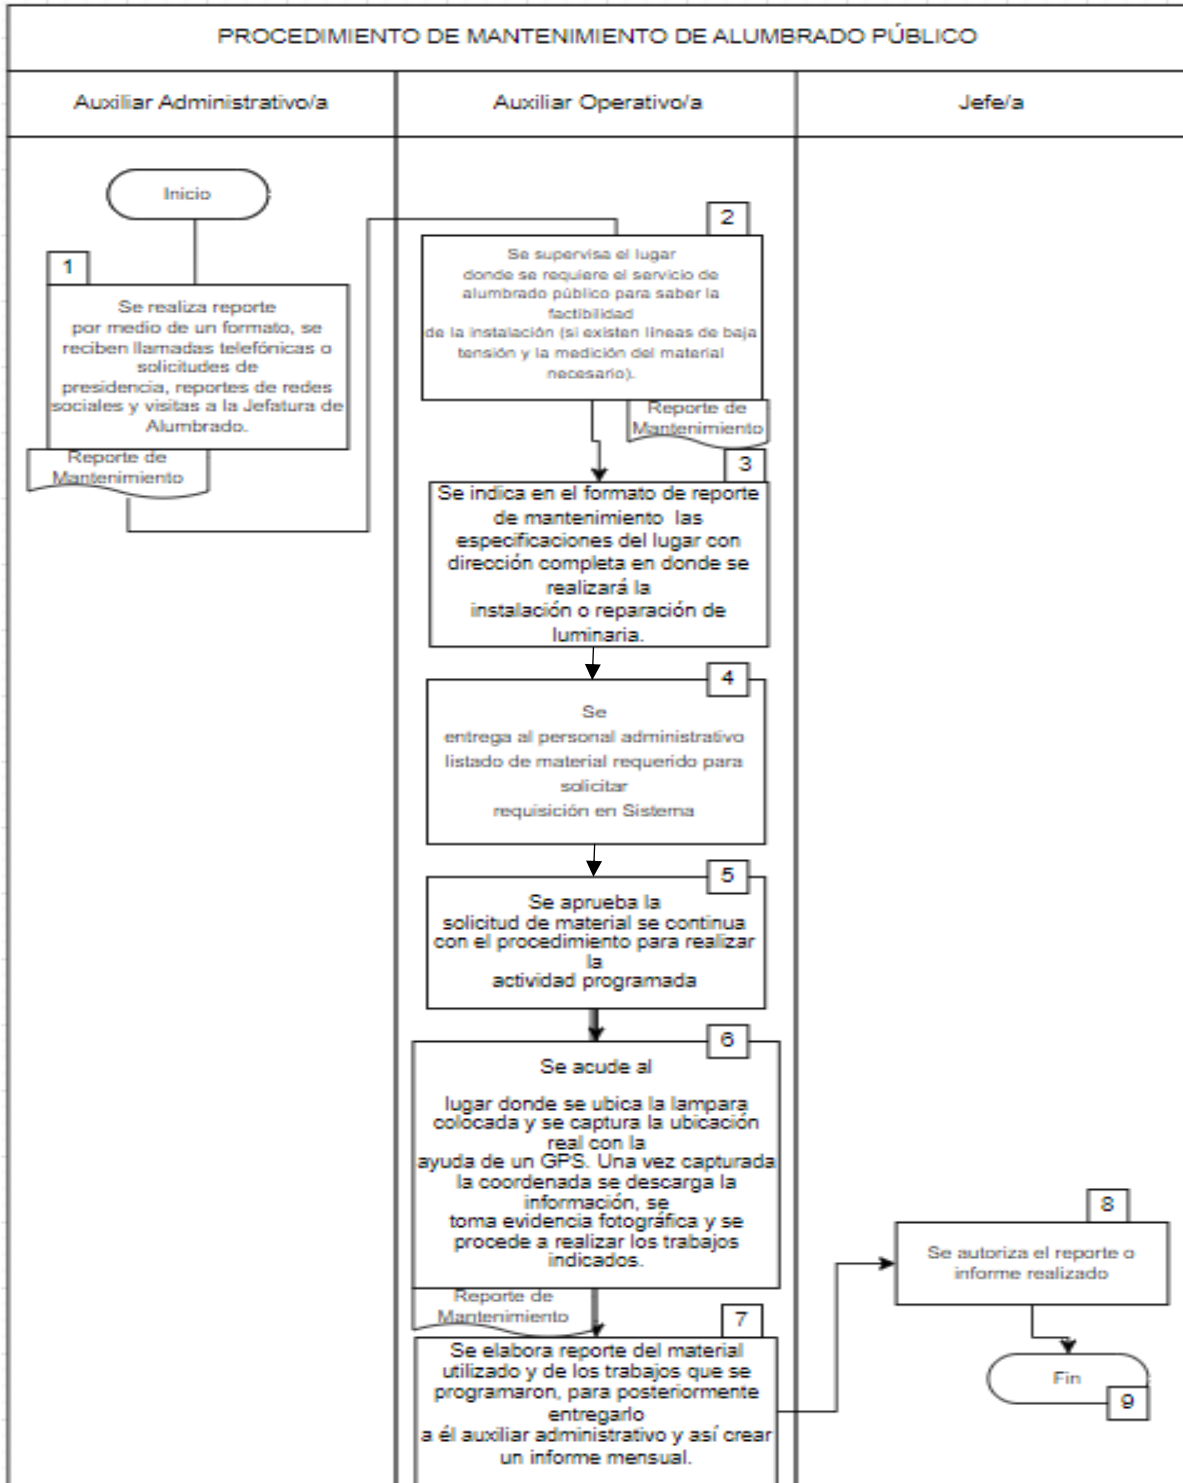 PROCEDIMIENTO DE MANTENIMIENTO DE ALUMBRADO PÚBLICO
Auxiliar Administrativo/a
Auxiliar Operativo/a
Jefe/a
Inicio
1
Se realiza reporte
por medio de un formato, se
reciben llamadas telefónicas o
solicitudes de
presidencia, reportes de redes
sociales y visitas a la Jefatura de
Alumbrado.
Reporte de
Mantenimiento
2
Se supervisa el lugar
donde se requiere el servicio de
alumbrado público para saber la
factibilidad
de la instalación (si existen líneas de baja
tensión y la medición del material
necesario).
Reporte de
Mantenimiento
3
Se indica en el formato de reporte
de mantenimiento las
especificaciones del lugar con
dirección completa en donde se
realizará la
instalación o reparación de
luminaria.
4
Se
entrega al personal administrativo
listado de material requerido para
solicitar
requisición en Sistema
5
Se aprueba la
solicitud de material se continua
con el procedimiento para realizar
la
actividad programada
6
Se acude al
lugar donde se ubica la lampara
colocada y se captura la ubicación
real con la
ayuda de un GPS. Una vez capturada
la coordenada se descarga la
información, se
toma evidencia fotográfica y se
procede a realizar los trabajos
indicados.
Reporte de
Mantenimiento
7
Se elabora reporte del material
utilizado y de los trabajos que se
programaron, para posteriormente
entregarlo
a él auxiliar administrativo y así crear
un informe mensual.
8
Se autoriza el reporte o
informe realizado
Fin
9